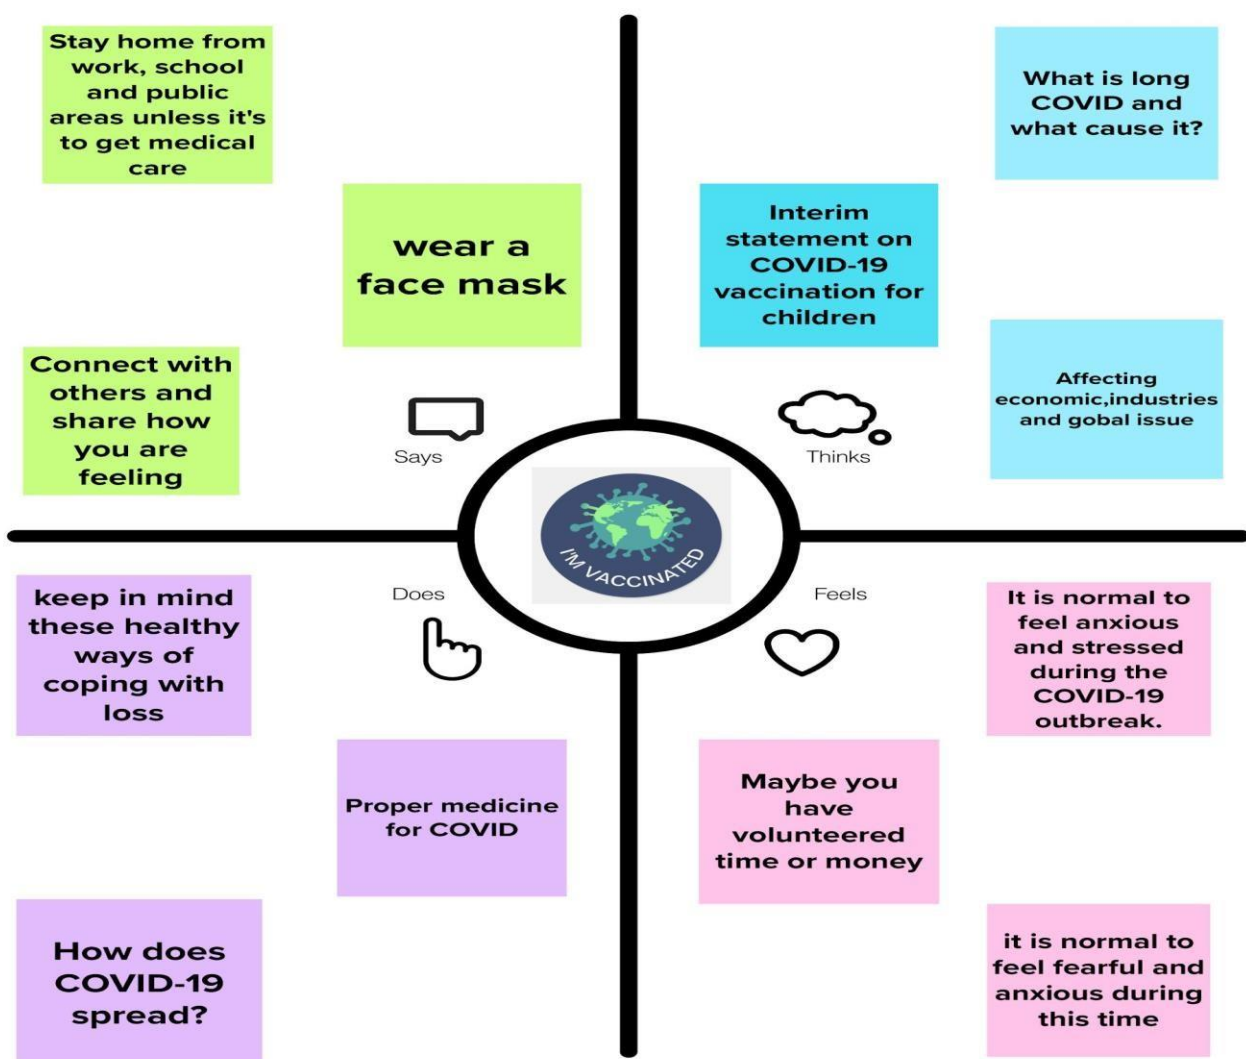 Stay home from
work, school
and public
areas unless it's
to get medical
care
wear a
face mask
Connect with
others and
share how
you are
feeling
Says
What is long
COVID and
what cause it?
Interim
statement on
COVID-19
vaccination for
children
Affecting
economic,industries
and gobal issue
Thinks
I'M VACCINATED
Does
keep in mind
these healthy
ways of
coping with
loss
Proper medicine
for COVID
How does
COVID-19
spread?
Feels
It is normal to
feel anxious
and stressed
during the
COVID-19
outbreak.
Maybe you
have
volunteered
time or money
it is normal to
feel fearful and
anxious during
this time